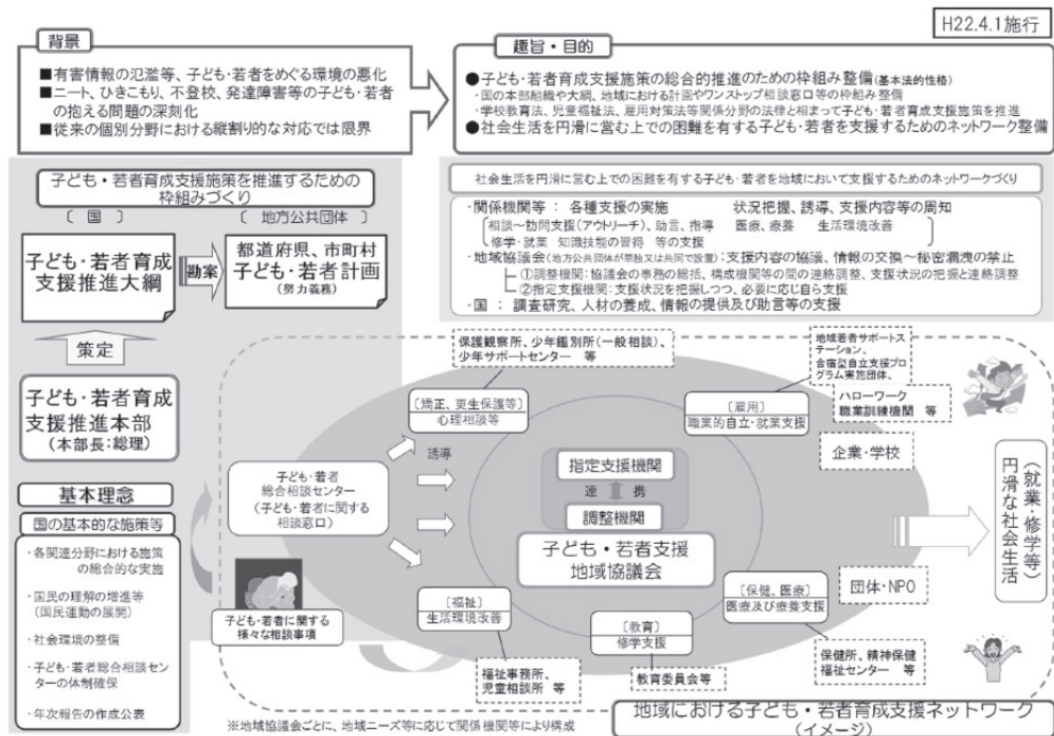 H22.4.1施行
背景
■有害情報の氾濫等、子ども・若者をめぐる環境の悪化
■ニート、ひきこもり、不登校、発達障害等の子ども・若者
の抱える問題の深刻化
■従来の個別分野における縦割り的な対応では限界
趣旨・目的
●子ども・若者育成支援施策の総合的推進のための枠組み整備(基本法的性格)
・国の本部組織や大綱、地域における計画やワンストップ相談窓口等の枠組み整備
・学校教育法、児童福祉法、雇用対策法等関係分野の法律と相まって子ども・若者育成支援施策を推進
●社会生活を円滑に営む上での困難を有する子ども・若者を支援するためのネットワーク整備
子ども・若者育成支援施策を推進するための
枠組みづくり
〔 国 〕
〔 地方公共団体 〕
子ども・若者育成
支援推進大綱
勘案
都道府県、市町村
子ども・若者計画
(努力義務)
策定
子ども・若者育成
支援推進本部
(本部長:総理)
基本理念
国の基本的な施策等
・各関連分野における施策
の総合的な実施
・国民の理解の増進等
(国民運動の展開)
・社会環境の整備
・子ども・若者総合相談セン
ターの体制確保
・年次報告の作成公表
社会生活を円滑に営む上での困難を有する子ども・若者を地域において支援するためのネットワークづくり
・関係機関等:各種支援の実施 状況把握、誘導、支援内容等の周知
相談～訪問支援(アウトリーチ)、助言、指導 医療、療養 生活環境改善
修学・就業 知識技能の習得 等の支援
・地域協議会(地方公共団体が単独又は共同で設置):支援内容の協議、情報の交換～秘密漏洩の禁止
①調整機関:協議会の事務の総括、構成機関等の間の連絡調整、支援状況の把握と連絡調整
②指定支援機関:支援状況を把握しつつ、必要に応じ自ら支援
・国:調査研究、人材の養成、情報の提供及び助言等の支援
保護観察所、少年鑑別所(一般相談)、
少年サポートセンター 等
〔矯正、更生保護等〕
心理相談等
地域若者サポートス
テーション、
合宿型自立支援プロ
グラム実施団体、
ハローワーク
職業訓練機関 等
〔雇用〕
職業的自立・就業支援
企業・学校
誘導
子ども・若者
総合相談センター
(子ども・若者に関する
相談窓口)
指定支援機関
連 携
調整機関
子ども・若者支援
地域協議会
円滑な社会生活
(就業・修学等)
子ども・若者に関する
様々な相談事項
〔福祉〕
生活環境改善
〔教育〕
修学支援
〔保健、医療〕
医療及び療養支援
団体・NPO
福祉事務所、
児童相談所 等
教育委員会等
保健所、精神保健
福祉センター 等
※地域協議会ごとに、地域ニーズ等に応じて関係機関等により構成
地域における子ども・若者育成支援ネットワーク
(イメージ)